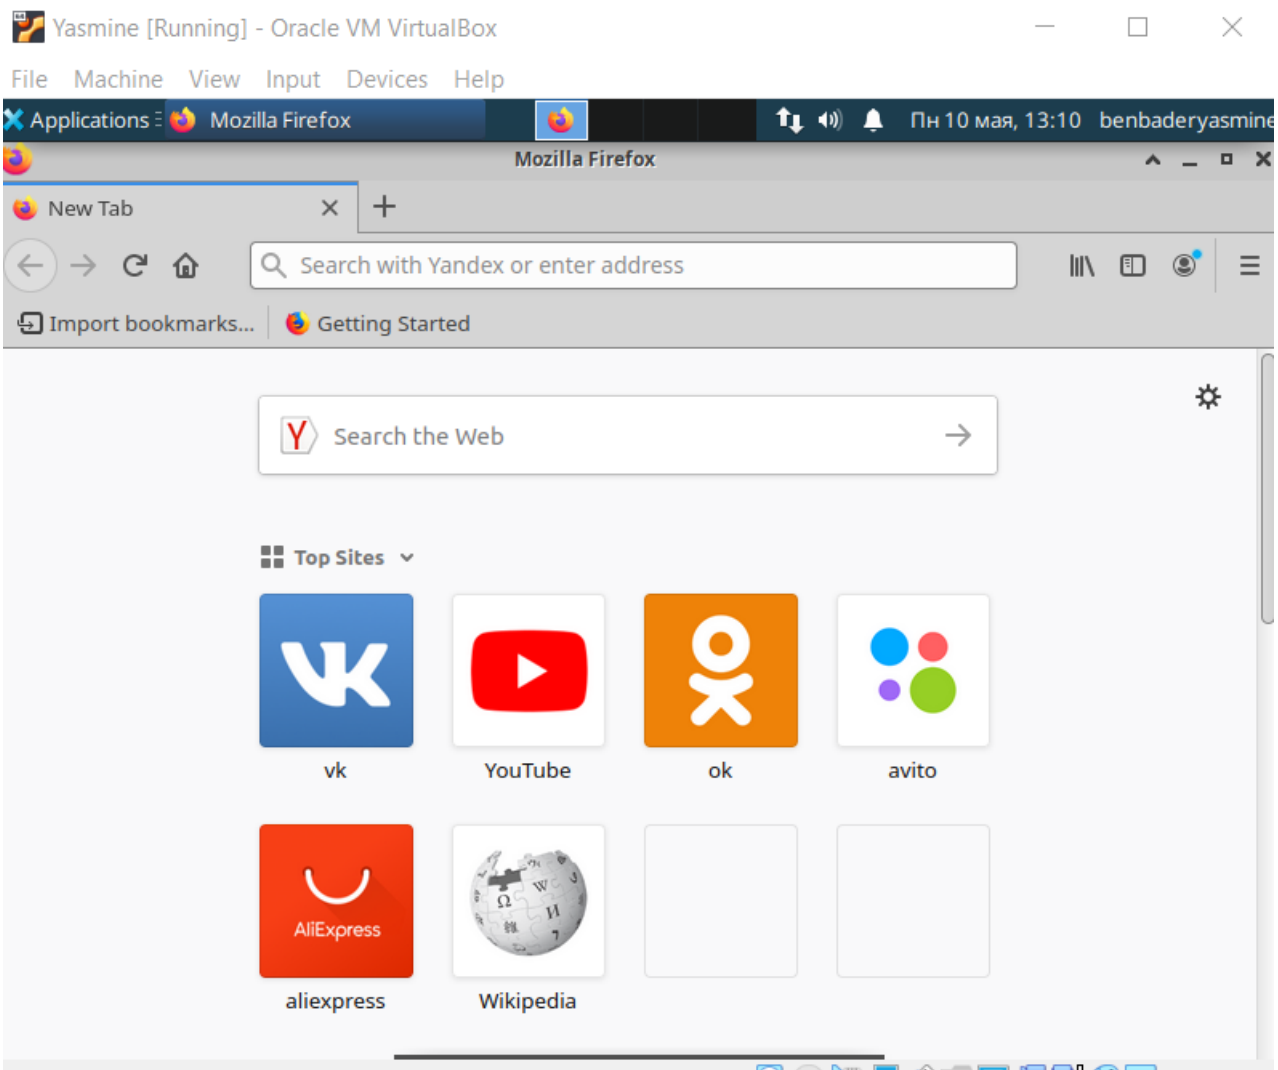 Yasmine [Running] - Oracle VM VirtualBox
File Machine View Input Devices Help
Applications Mozilla Firefox Пн 10 мая, 13:10 benbaderyasmine
Mozilla Firefox
New Tab
Search with Yandex or enter address
Import bookmarks... Getting Started
Y Search the Web
Top Sites
vk YouTube ok avito
AliExpress
aliexpress Wikipedia